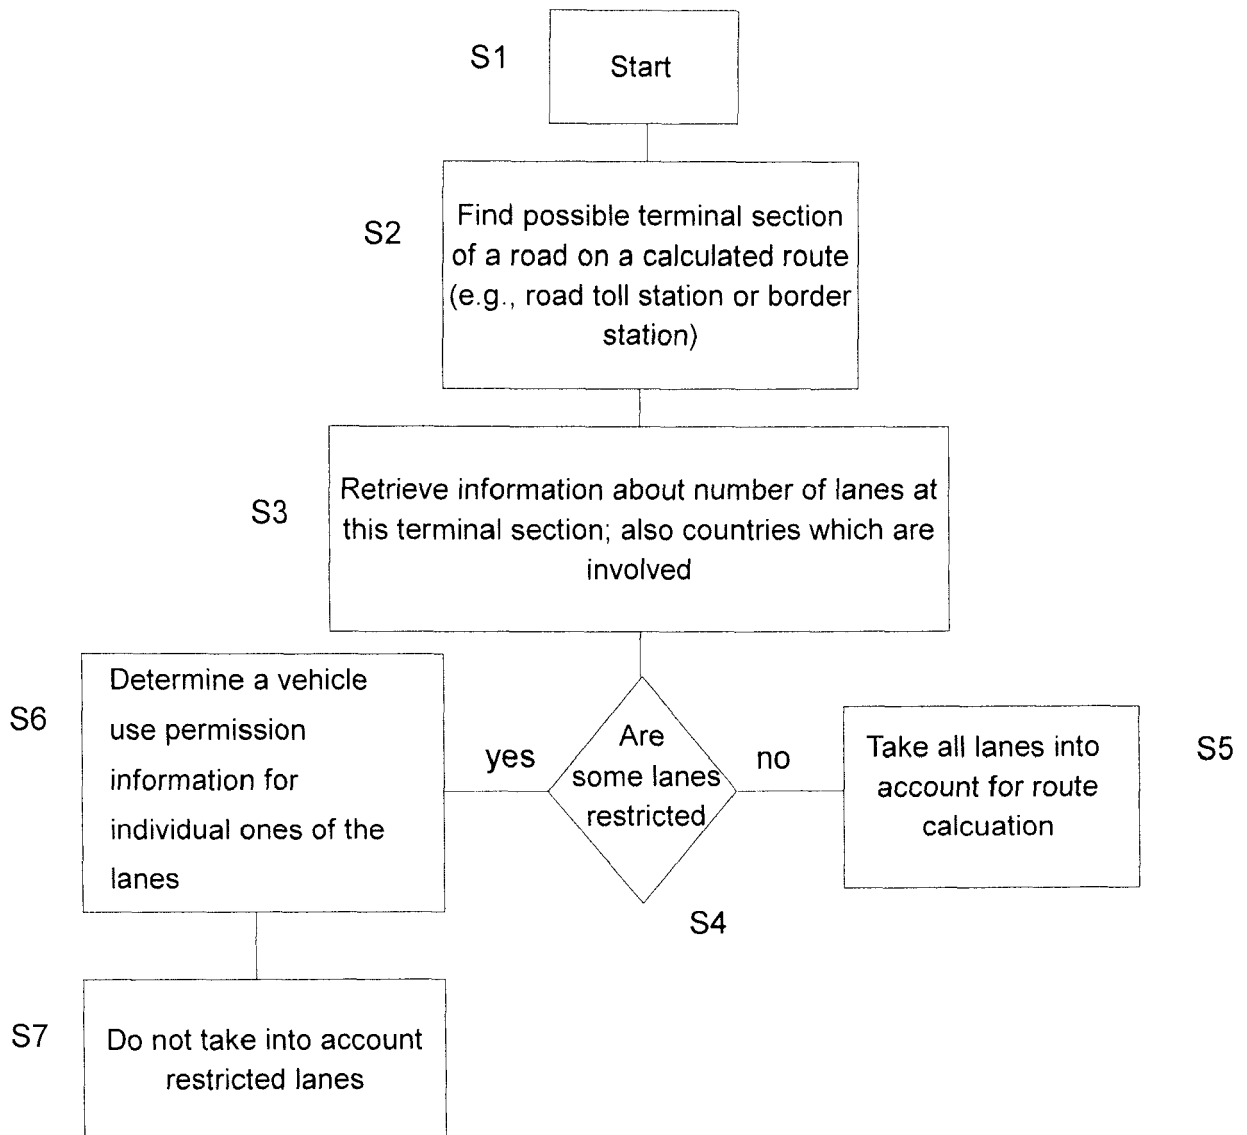 S1
Start
S2
Find possible terminal section
of a road on a calculated route
(e.g., road toll station or border
station)
S3
Retrieve information about number of lanes at
this terminal section; also countries which are
involved
S6
Determine a vehicle
use permission
information for
individual ones of the
lanes
yes
Are
some lanes
restricted
no
Take all lanes into
account for route
calcuation
S5
S4
S7
Do not take into account
restricted lanes